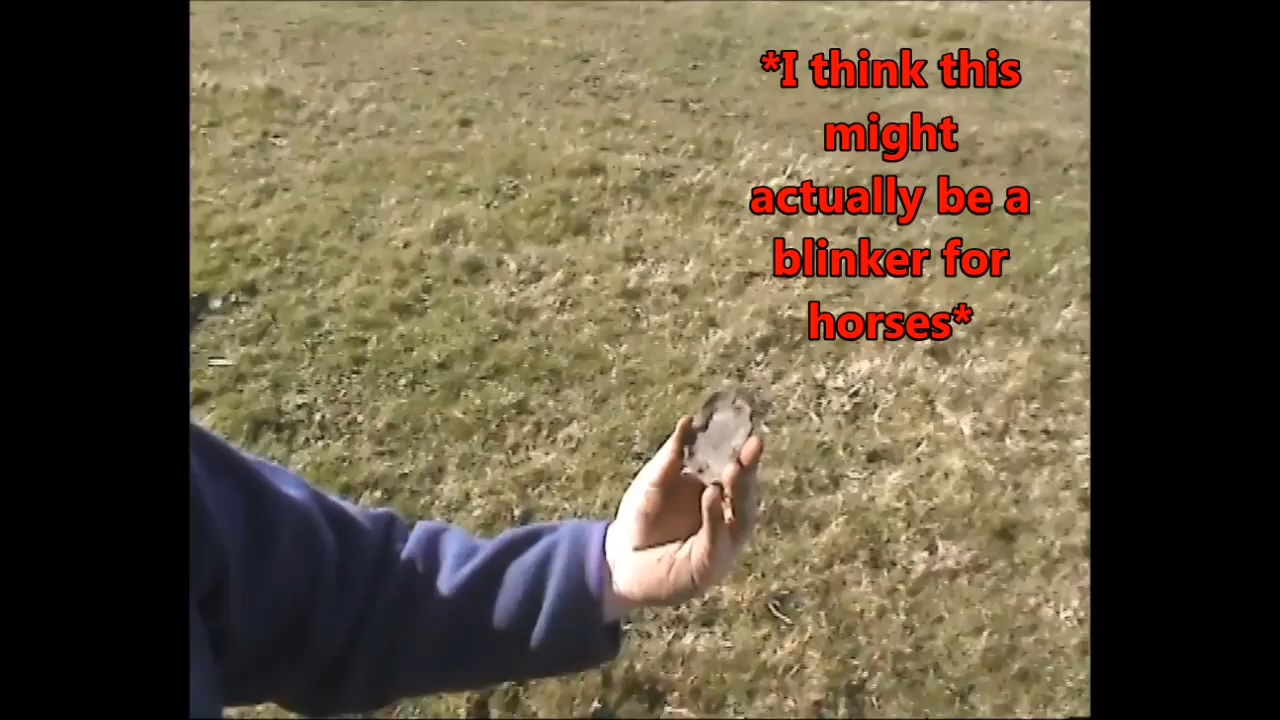 *I think this
might
actually be a
blinker for
horses*